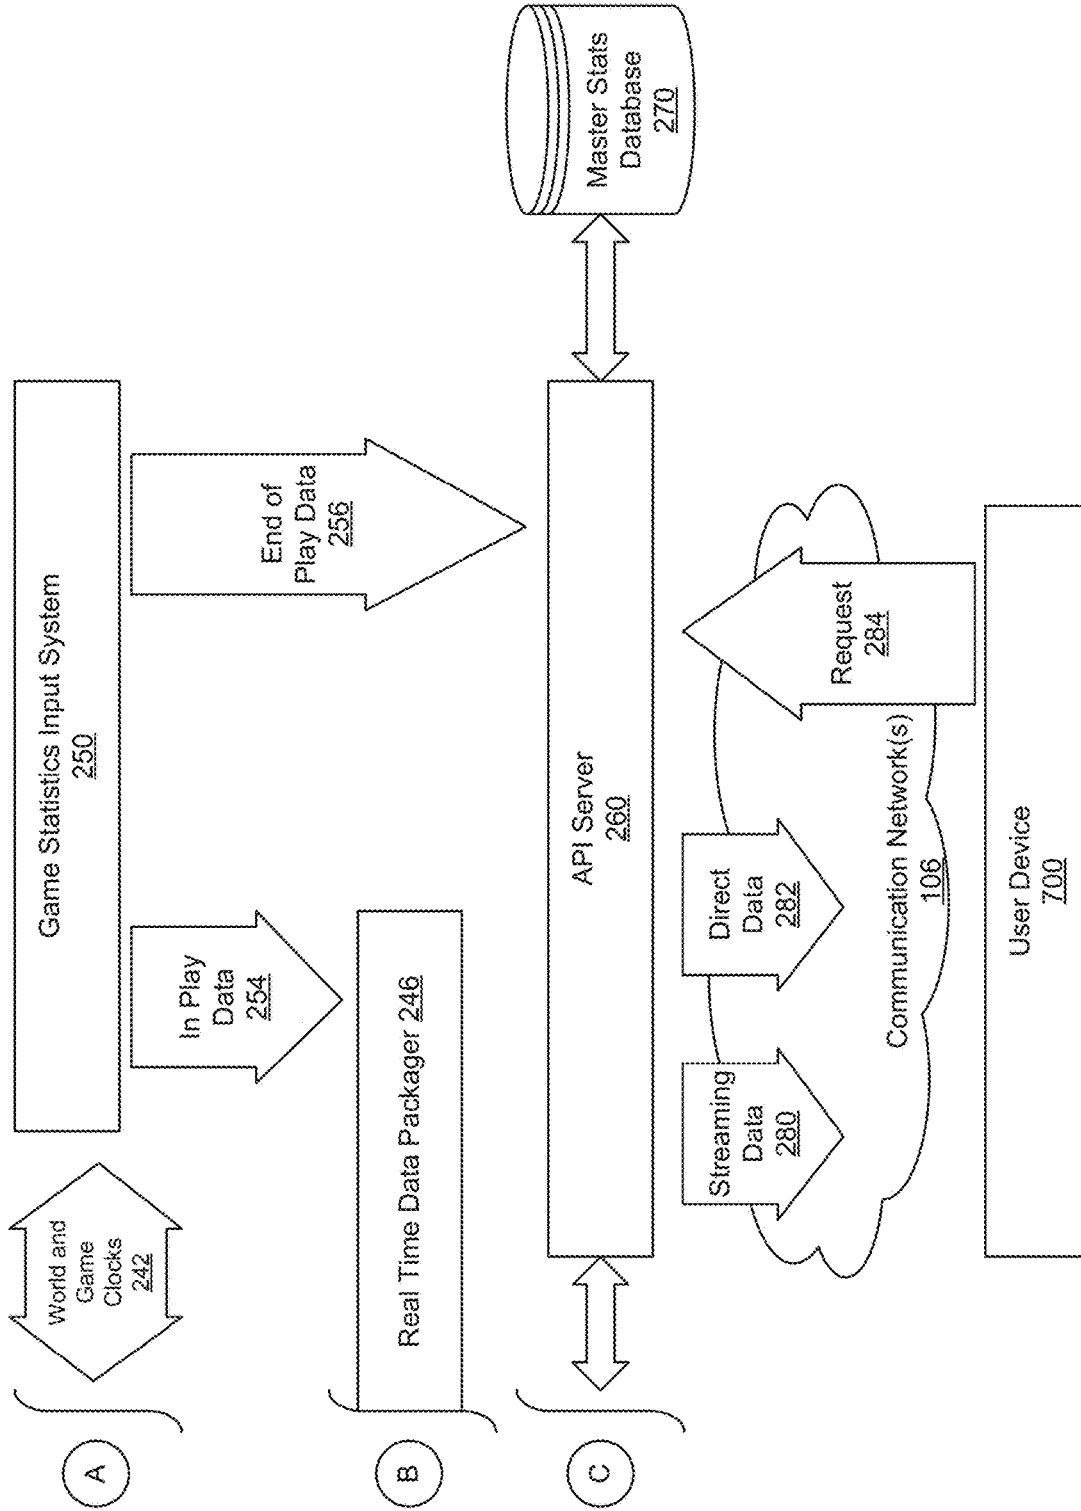 A
World and
Game
Clocks
242
Game Statistics Input System
250
In Play
Data
254
End of
Play Data
256
B
Real Time Data Packager 246
C
API Server
260
Master Stats
Database
270
Streaming
Data
280
Direct
Data
282
Request
284
Communication Network(s)
106
User Device
700